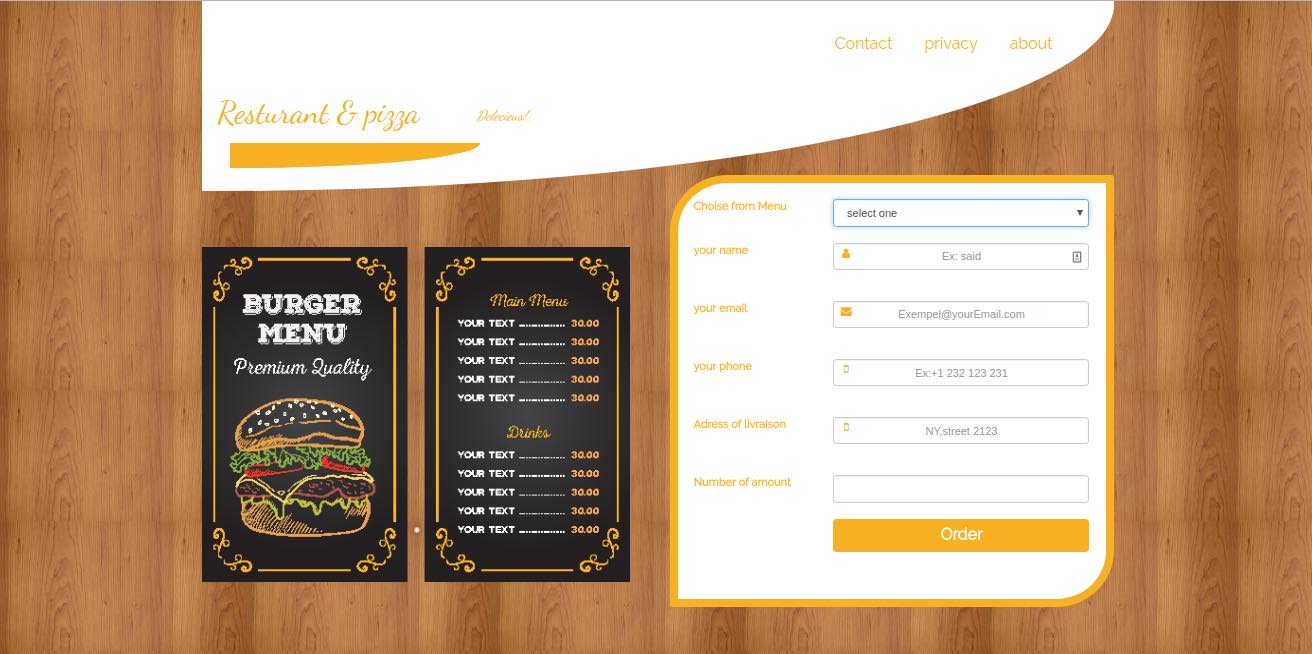 Contact privacy about
Resturant & pizza
Delecious!
BURGER
MENU
Premium Quality
Main Menu
YOUR TEXT ................ 30.00
YOUR TEXT ................ 30.00
YOUR TEXT ................ 30.00
YOUR TEXT ................ 30.00
YOUR TEXT ................ 30.00
Drinks
YOUR TEXT ................ 30.00
YOUR TEXT ................ 30.00
YOUR TEXT ................ 30.00
YOUR TEXT ................ 30.00
YOUR TEXT ................ 30.00
Choise from Menu
select one
your name
Ex: said
your email
Exempel@yourEmail.com
your phone
Ex:+1 232 123 231
Adress of livraison
NY,street 2123
Number of amount
Order